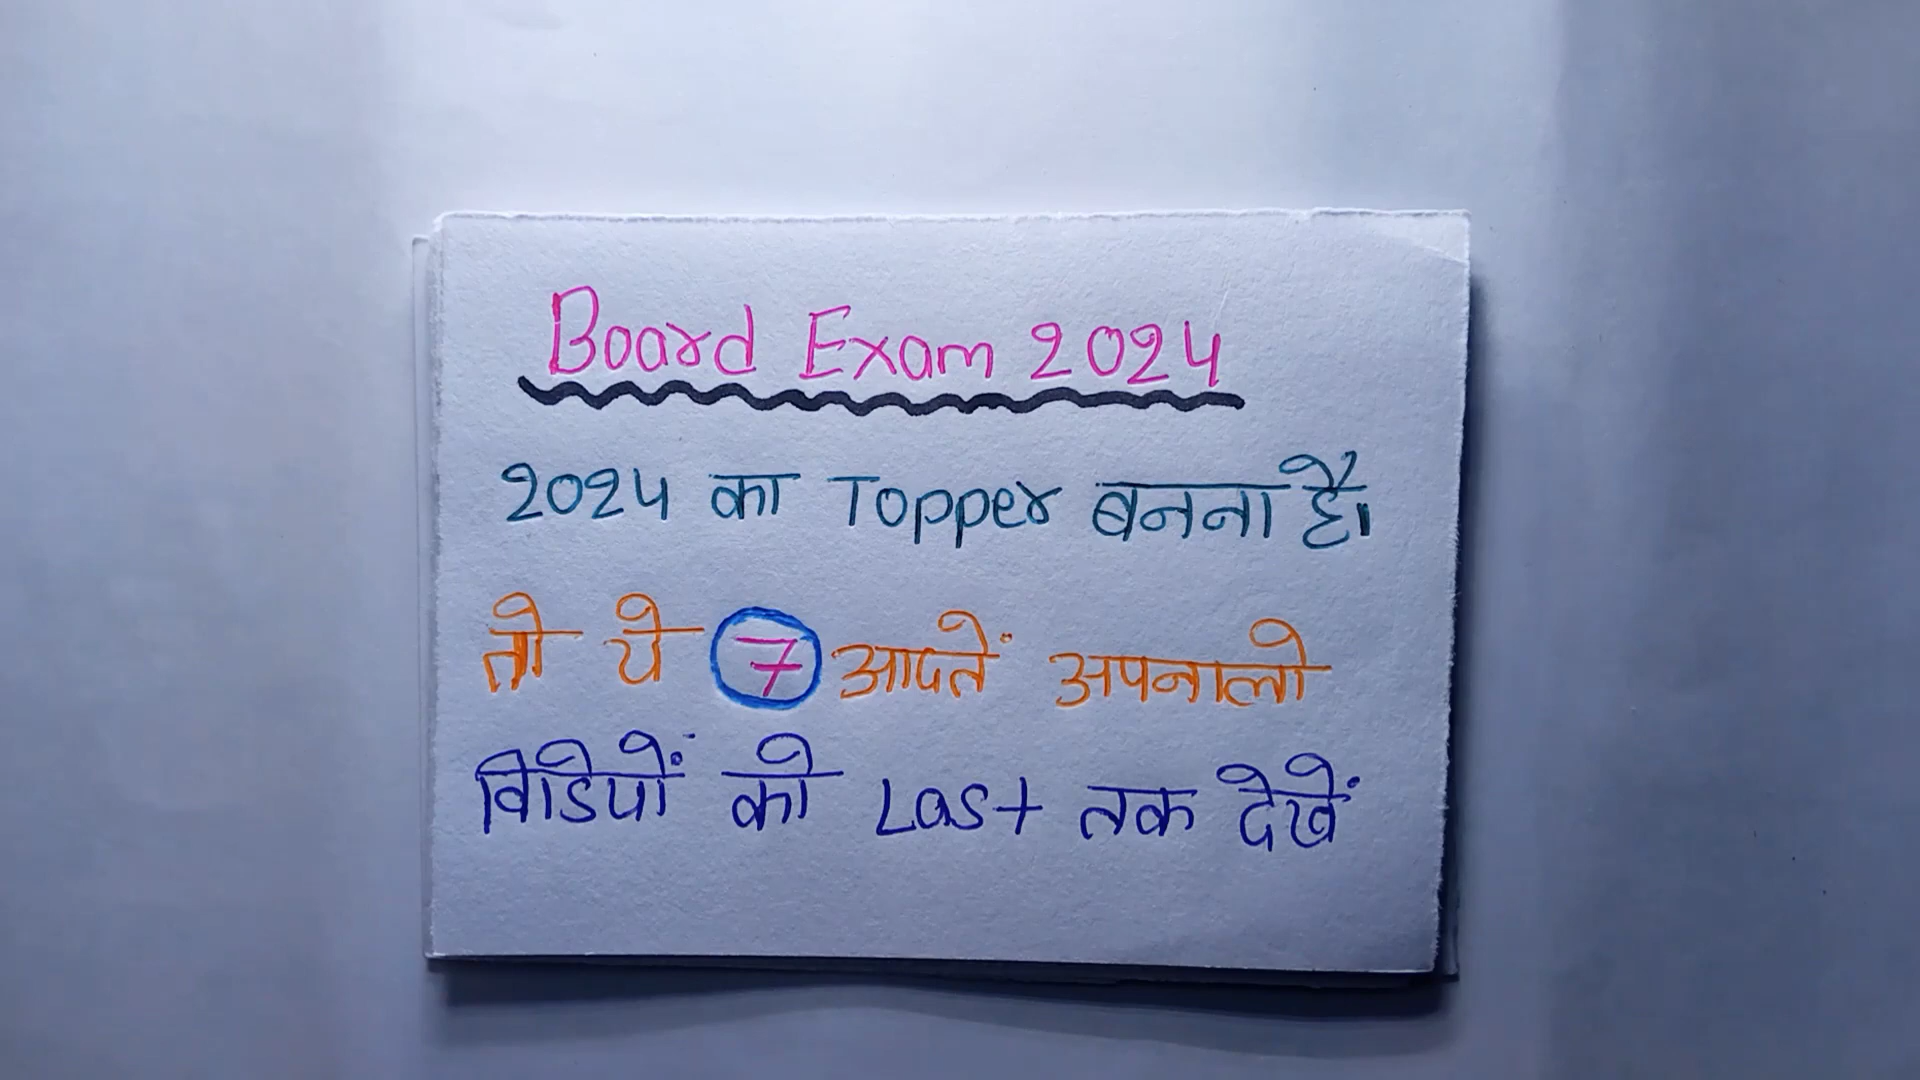 Board Exam 2024
2024 का Topper बनना है।
तो ये 7 आदतें अपनालो
विडियों को Last तक देखें